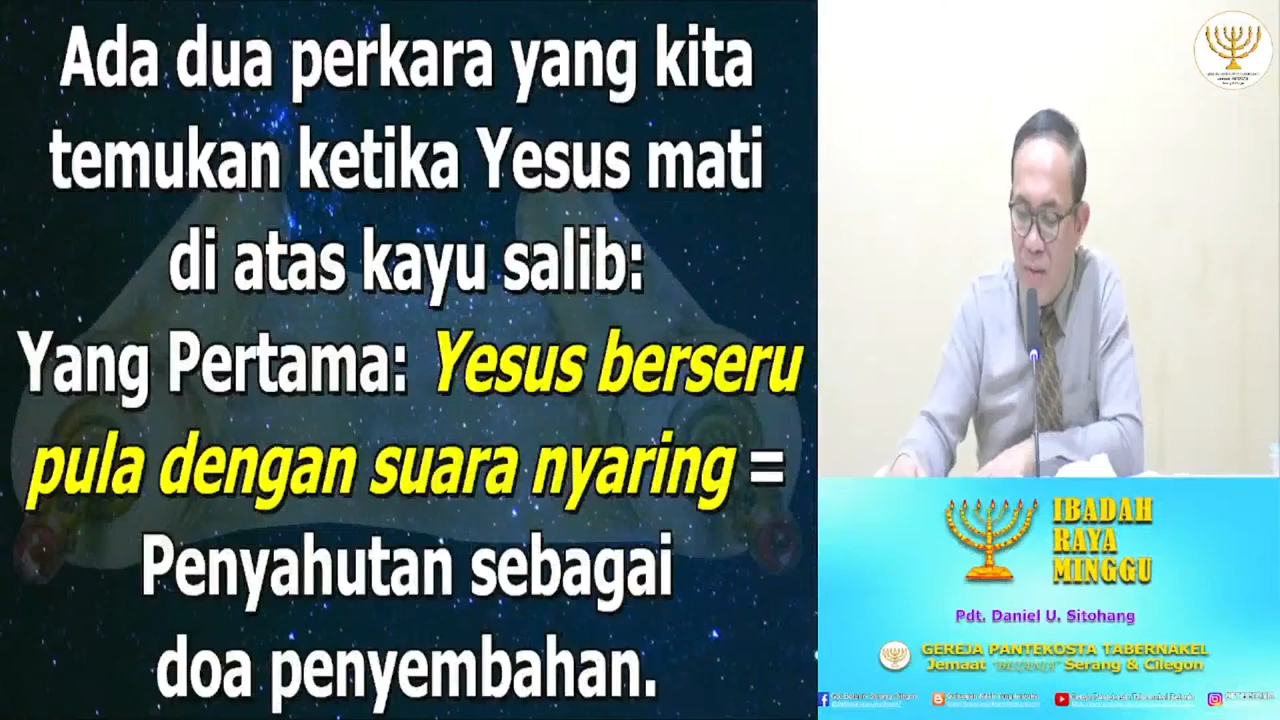 Ada dua perkara yang kita
temukan ketika Yesus mati
di atas kayu salib:
Yang Pertama: Yesus berseru
pula dengan suara nyaring =
Penyahutan sebagai
doa penyembahan.
IBADAH
RAYA
MINGGU
Pdt. Daniel U. Sitohang
GEREJA PANTEKOSTA TABERNAKEL
Jemaat "BETANIA" Serang & Cilegon